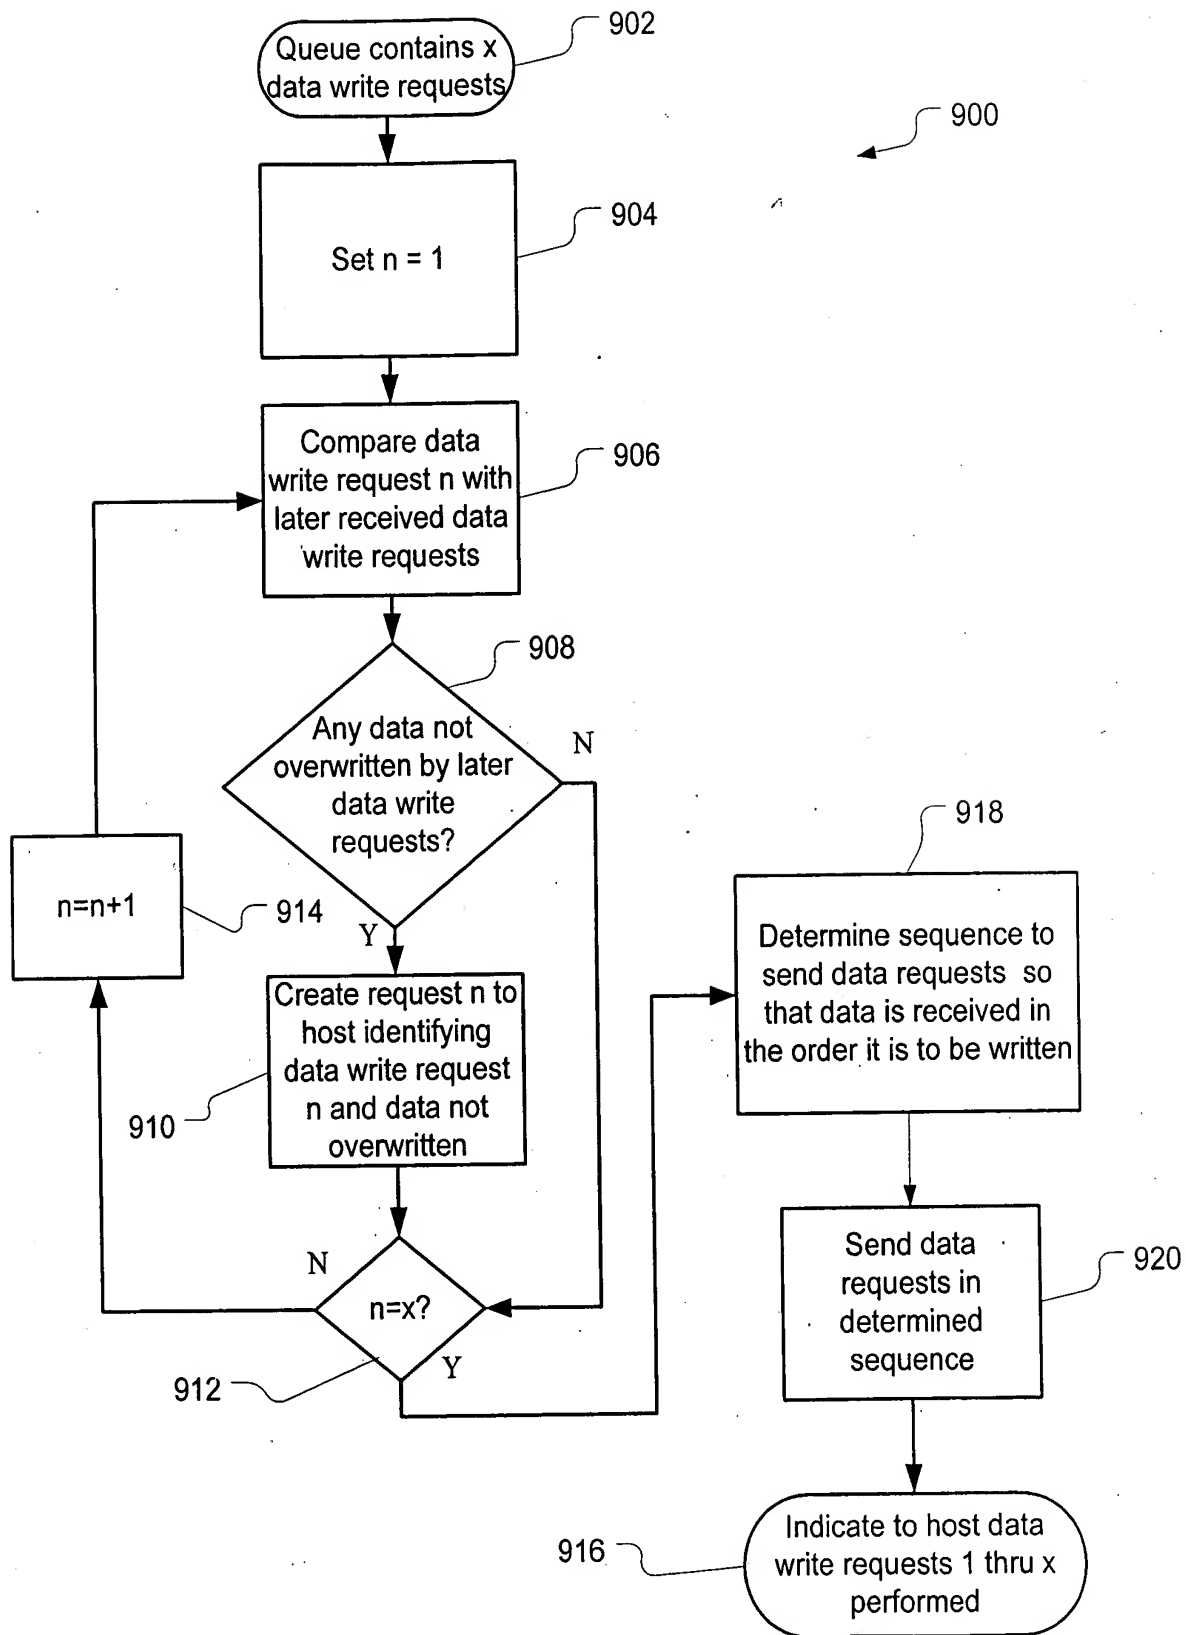 Queue contains x
data write requests
902
900
Set n = 1
904
Compare data
write request n with
later received data
write requests
906
Any data not
overwritten by later
data write
requests?
908
N
Y
n=n+1
914
Create request n to
host identifying
data write request
n and data not
overwritten
910
n=x?
N
Y
912
918
Determine sequence to
send data requests so
that data is received in
the order it is to be written
Send data
requests in
determined
sequence
920
Indicate to host data
write requests 1 thru x
performed
916